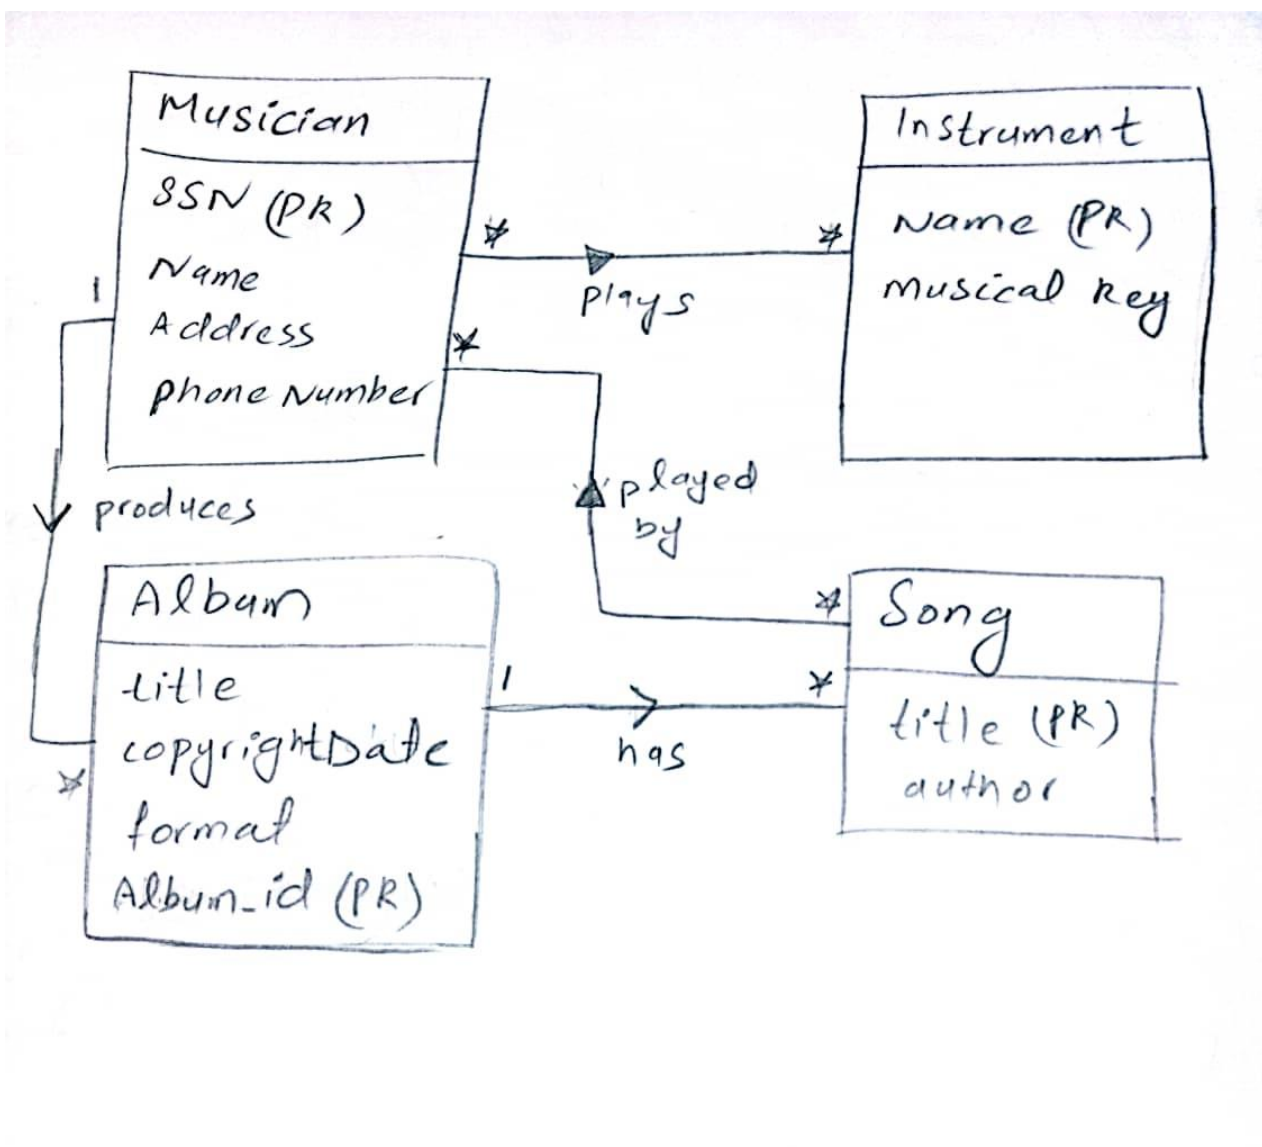 Musician
SSN (PK)
Name
Address
phone Number
1
*
plays
*
Instrument
Name (PK)
musical key
*
played
by
*
produces
*
Album
title
copyrightDate
format
Album_id (PK)
1
has
*
Song
title (PK)
author